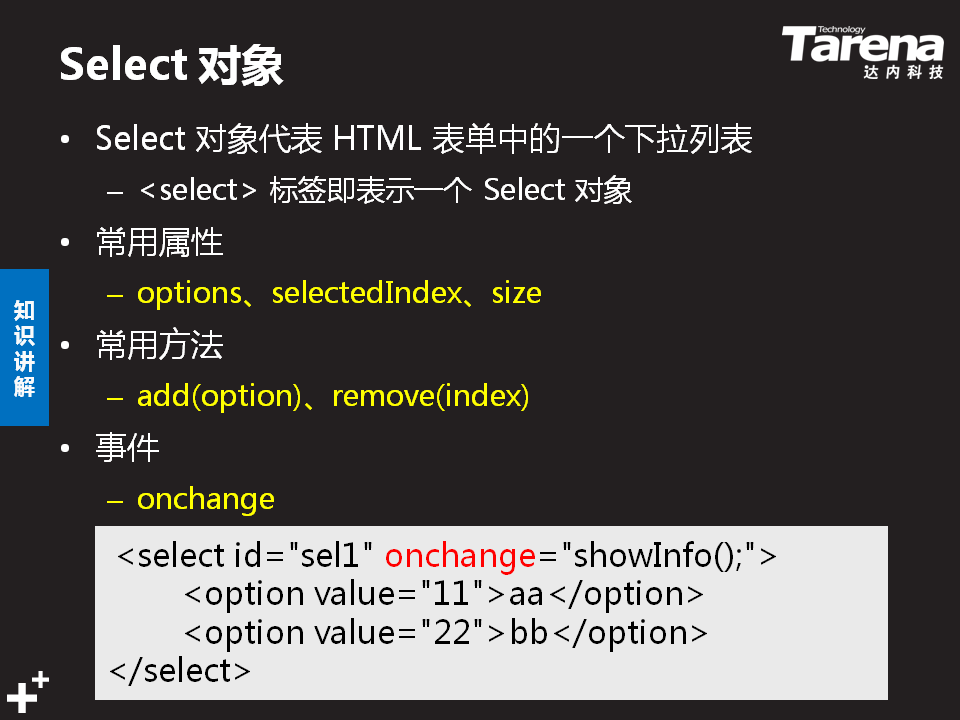 Select 对象
Technology
Tarena
达内科技
• Select 对象代表 HTML 表单中的一个下拉列表
– <select> 标签即表示一个 Select 对象
• 常用属性
– options、selectedIndex、size
知识讲解
• 常用方法
– add(option)、remove(index)
• 事件
– onchange
<select id="sel1" onchange="showInfo();">
<option value="11">aa</option>
<option value="22">bb</option>
</select>